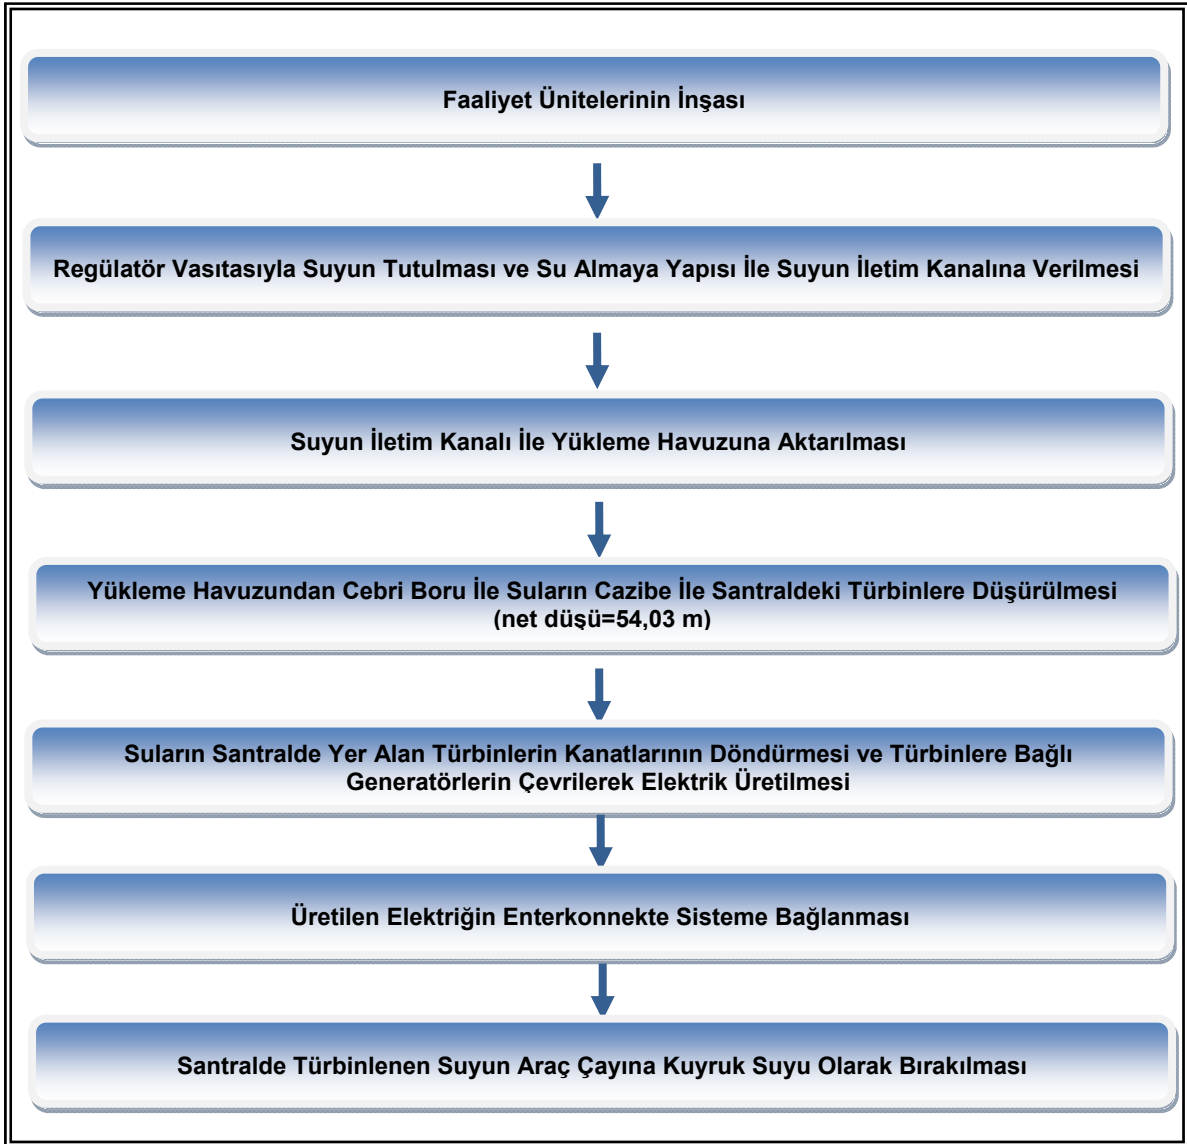 Faaliyet Ünitelerinin İnşası
Regülatör Vasıtasıyla Suyun Tutulması ve Su Almaya Yapısı İle Suyun İletim Kanalına Verilmesi
Suyun İletim Kanalı İle Yükleme Havuzuna Aktarılması
Yükleme Havuzundan Cebri Boru İle Suların Cazibe İle Santraldeki Türbinlere Düşürülmesi
(net düşü=54,03 m)
Suların Santralde Yer Alan Türbinlerin Kanatlarının Döndürmesi ve Türbinlere Bağlı
Generatörlerin Çevrilerek Elektrik Üretilmesi
Üretilen Elektriğin Enterkonnekte Sisteme Bağlanması
Santralde Türbinlenen Suyun Araç Çayına Kuyruk Suyu Olarak Bırakılması